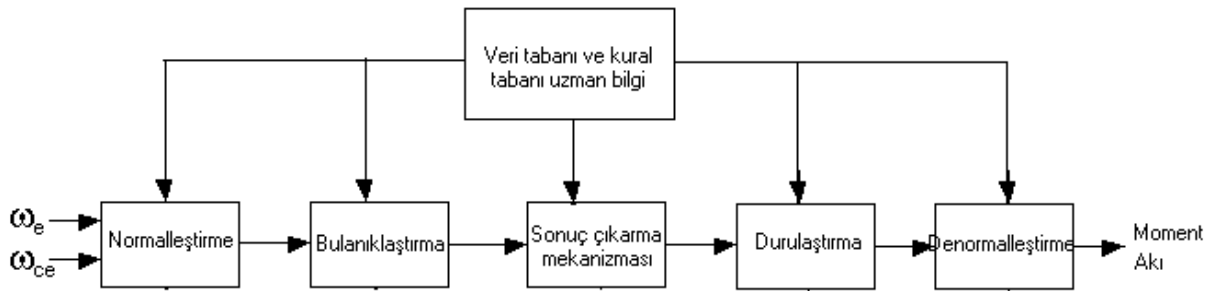 Veri tabanı ve kural
tabanı uzman bilgi
ωe
ωce
Normalleştirme
Bulanıklaştırma
Sonuç çıkarma
mekanizması
Durulaştırma
Denormalleştirme
Moment
Akı